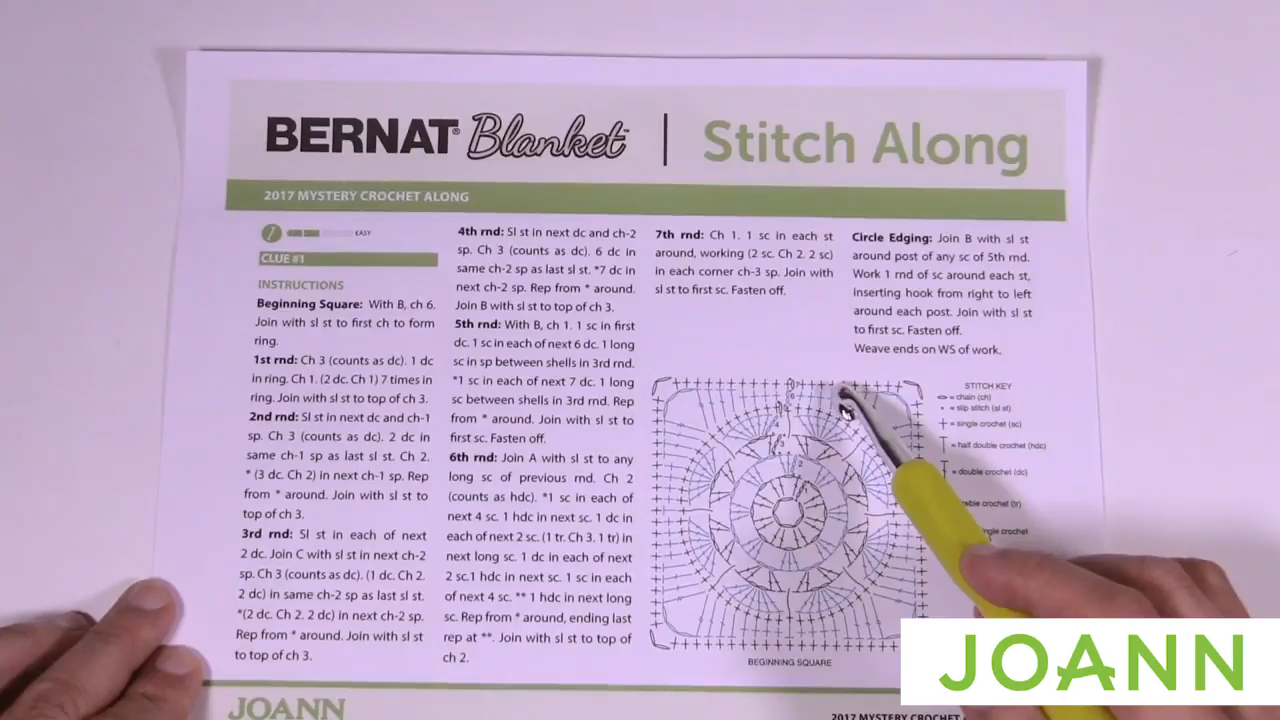 BERNAT® Blanket™ | Stitch Along
2017 MYSTERY CROCHET ALONG
EASY
CLUE #1
INSTRUCTIONS
Beginning Square: With B, ch 6.
Join with sl st to first ch to form
ring.
1st rnd: Ch 3 (counts as dc). 1 dc
in ring. Ch 1. (2 dc. Ch 1) 7 times in
ring. Join with sl st to top of ch 3.
2nd rnd: Sl st in next dc and ch-1
sp. Ch 3 (counts as dc). 2 dc in
same ch-1 sp as last sl st. Ch 2.
* (3 dc. Ch 2) in next ch-1 sp. Rep
from * around. Join with sl st to
top of ch 3.
3rd rnd: Sl st in each of next
2 dc. Join C with sl st in next ch-2
sp. Ch 3 (counts as dc). (1 dc. Ch 2.
2 dc) in same ch-2 sp as last sl st.
*(2 dc. Ch 2. 2 dc) in next ch-2 sp.
Rep from * around. Join with sl st
to top of ch 3.
4th rnd: Sl st in next dc and ch-2
sp. Ch 3 (counts as dc). 6 dc in
same ch-2 sp as last sl st. *7 dc in
next ch-2 sp. Rep from * around.
Join B with sl st to top of ch 3.
5th rnd: With B, ch 1. 1 sc in first
dc. 1 sc in each of next 6 dc. 1 long
sc in sp between shells in 3rd rnd.
*1 sc in each of next 7 dc. 1 long
sc between shells in 3rd rnd. Rep
from * around. Join with sl st to
first sc. Fasten off.
6th rnd: Join A with sl st to any
long sc of previous rnd. Ch 2
(counts as hdc). *1 sc in each of
next 4 sc. 1 hdc in next sc. 1 dc in
each of next 2 sc. (1 tr. Ch 3. 1 tr) in
next long sc. 1 dc in each of next
2 sc.1 hdc in next sc. 1 sc in each
of next 4 sc. ** 1 hdc in next long
sc. Rep from * around, ending last
rep at **. Join with sl st to top of
ch 2.
7th rnd: Ch 1. 1 sc in each st
around, working (2 sc. Ch 2. 2 sc)
in each corner ch-3 sp. Join with
sl st to first sc. Fasten off.
Circle Edging: Join B with sl st
around post of any sc of 5th rnd.
Work 1 rnd of sc around each st,
inserting hook from right to left
around each post. Join with sl st
to first sc. Fasten off.
Weave ends on WS of work.
STITCH KEY
= chain (ch)
= slip stitch (sl st)
= single crochet (sc)
= half double crochet (hdc)
= double crochet (dc)
crochet (tr)
crochet
BEGINNING SQUARE
JOANN
2017 MYSTERY CROCHET
JOANN